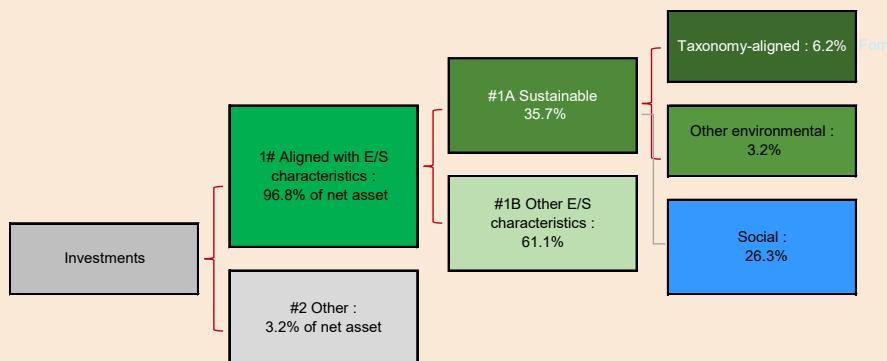 Taxonomy-aligned : 6.2%
#1A Sustainable
35.7%
Other environmental :
3.2%
1# Aligned with E/S
characteristics :
96.8% of net asset
#1B Other E/S
characteristics :
61.1%
Social :
26.3%
Investments
#2 Other :
3.2% of net asset